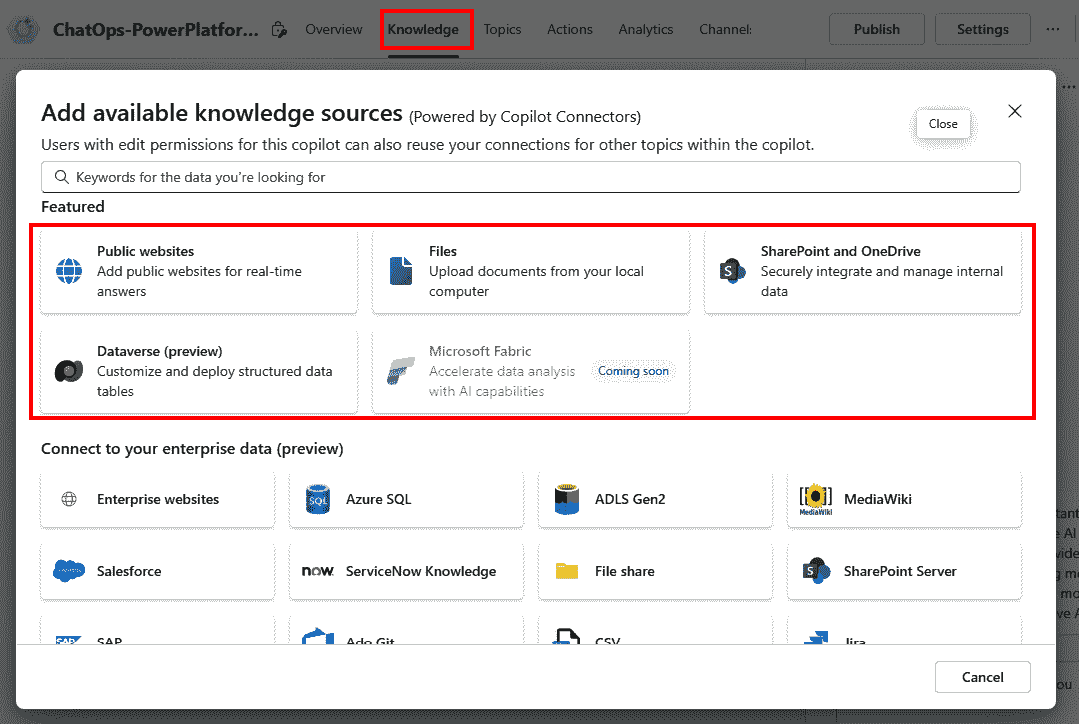 ChatOps-PowerPlatfor...
Overview
Knowledge
Topics
Actions
Analytics
Channel:
Publish
Settings
...
Add available knowledge sources (Powered by Copilot Connectors)
Close
Users with edit permissions for this copilot can also reuse your connections for other topics within the copilot.
Keywords for the data you're looking for
Featured
Public websites
Add public websites for real-time
answers
Files
Upload documents from your local
computer
SharePoint and OneDrive
Securely integrate and manage internal
data
Dataverse (preview)
Customize and deploy structured data
tables
Microsoft Fabric
Accelerate data analysis
with AI capabilities
Coming soon
Connect to your enterprise data (preview)
Enterprise websites
SQL
Azure SQL
ADLS Gen2
MediaWiki
MediaWiki
Salesforce
now.
ServiceNow Knowledge
File share
SharePoint Server
SAP
SAP
Ado Git
CSV
Jira
Cancel